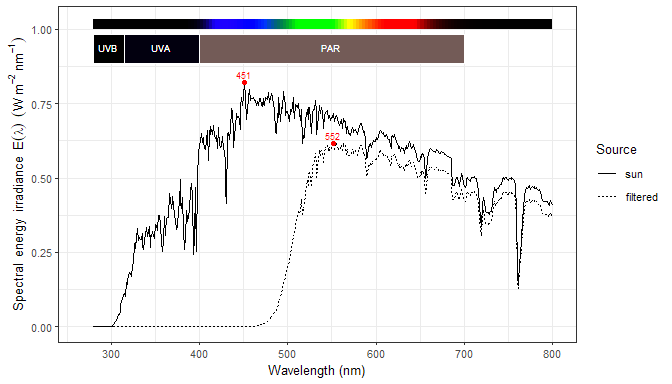 1.00
0.75
0.50
0.25
0.00
Spectral energy irradiance E(λ) (W m⁻² nm⁻¹)
UVB UVA PAR
451
552
300 400 500 600 700 800
Wavelength (nm)
Source
sun
filtered